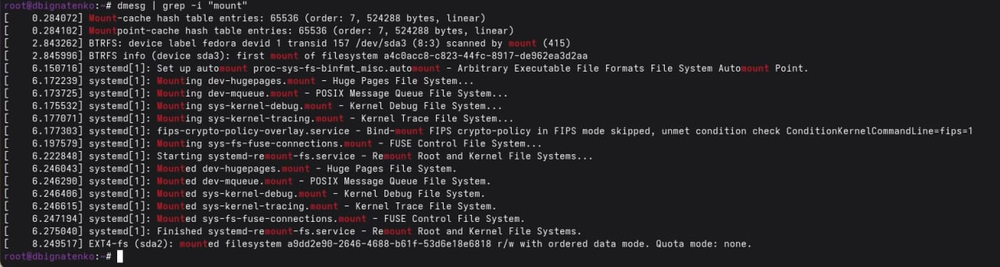 root@dbignatenko:~# dmesg | grep -i "mount"
[    0.284072] Mount-cache hash table entries: 65536 (order: 7, 524288 bytes, linear)
[    0.284102] Mountpoint-cache hash table entries: 65536 (order: 7, 524288 bytes, linear)
[    2.843262] BTRFS: device label fedora devid 1 transid 157 /dev/sda3 (8:3) scanned by mount (415)
[    2.845996] BTRFS info (device sda3): first mount of filesystem a4c0acc8-c823-44fc-8917-de962ea3d2aa
[    6.150716] systemd[1]: Set up automount proc-sys-fs-binfmt_misc.automount - Arbitrary Executable File Formats File System Automount Point.
[    6.172239] systemd[1]: Mounting dev-hugepages.mount - Huge Pages File System...
[    6.173725] systemd[1]: Mounting dev-mqueue.mount - POSIX Message Queue File System...
[    6.175532] systemd[1]: Mounting sys-kernel-debug.mount - Kernel Debug File System...
[    6.177071] systemd[1]: Mounting sys-kernel-tracing.mount - Kernel Trace File System...
[    6.177303] systemd[1]: fips-crypto-policy-overlay.service - Bind-mount FIPS crypto-policy in FIPS mode skipped, unmet condition check ConditionKernelCommandLine=fips=1
[    6.197579] systemd[1]: Mounting sys-fs-fuse-connections.mount - FUSE Control File System...
[    6.222848] systemd[1]: Starting systemd-remount-fs.service - Remount Root and Kernel File Systems...
[    6.246043] systemd[1]: Mounted dev-hugepages.mount - Huge Pages File System.
[    6.246290] systemd[1]: Mounted dev-mqueue.mount - POSIX Message Queue File System.
[    6.246406] systemd[1]: Mounted sys-kernel-debug.mount - Kernel Debug File System.
[    6.246615] systemd[1]: Mounted sys-kernel-tracing.mount - Kernel Trace File System.
[    6.247194] systemd[1]: Mounted sys-fs-fuse-connections.mount - FUSE Control File System.
[    6.275040] systemd[1]: Finished systemd-remount-fs.service - Remount Root and Kernel File Systems.
[    8.249517] EXT4-fs (sda2): mounted filesystem a9dd2e90-2646-4688-b61f-53d6e18e6818 r/w with ordered data mode. Quota mode: none.
root@dbignatenko:~#